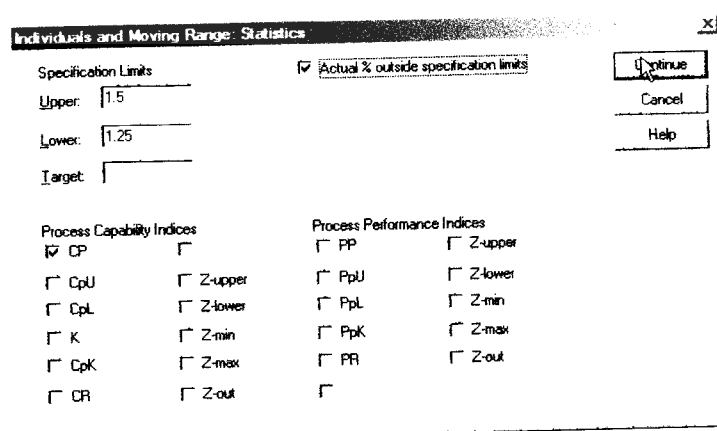 Individuals and Moving Range: Statistics
Specification Limits
Upper: 1.5
Lower: 1.25
Target:
Actual % outside specification limits
Continue
Cancel
Help
Process Capability Indices
CP
CpU Z-upper
CpL Z-lower
K Z-min
CpK Z-max
CR Z-out
Process Performance Indices
PP Z-upper
PpU Z-lower
PpL Z-min
PpK Z-max
PR Z-out